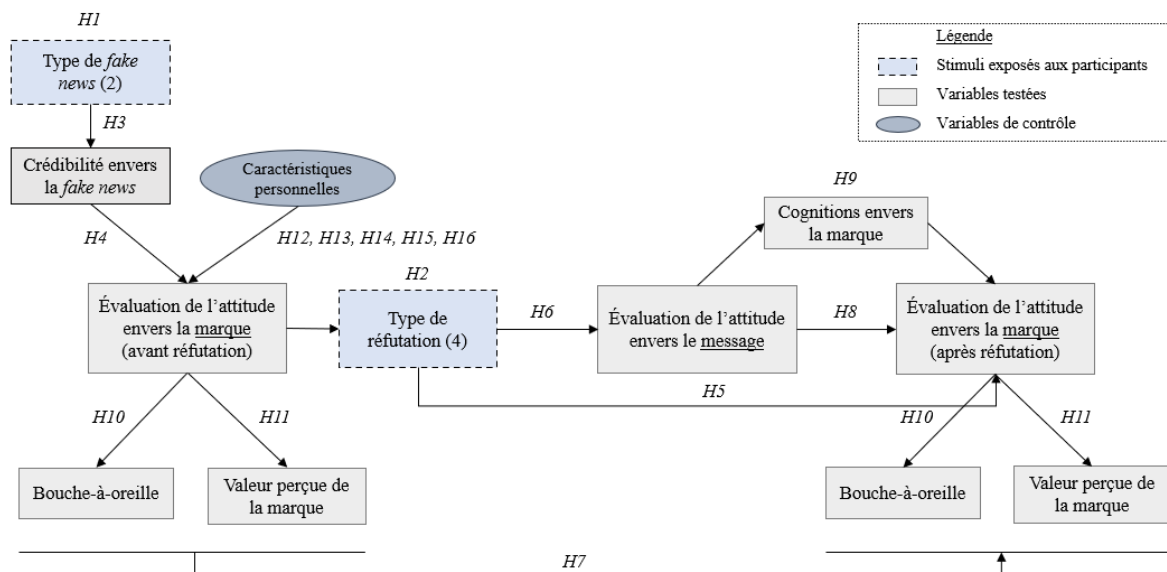 H1
Type de fake
news (2)
H3
Crédibilité envers
la fake news
Caractéristiques
personnelles
H4
H12, H13, H14, H15, H16
Légende
Stimuli exposés aux participants
Variables testées
Variables de contrôle
H9
Cognitions envers
la marque
H2
Évaluation de l'attitude
envers la marque
(avant réfutation)
Type de
réfutation (4)
H6
Évaluation de l'attitude
envers le message
H8
Évaluation de l'attitude
envers la marque
(après réfutation)
H5
H10
H11
H10
H11
Bouche-à-oreille
Valeur perçue de
la marque
Bouche-à-oreille
Valeur perçue de
la marque
H7